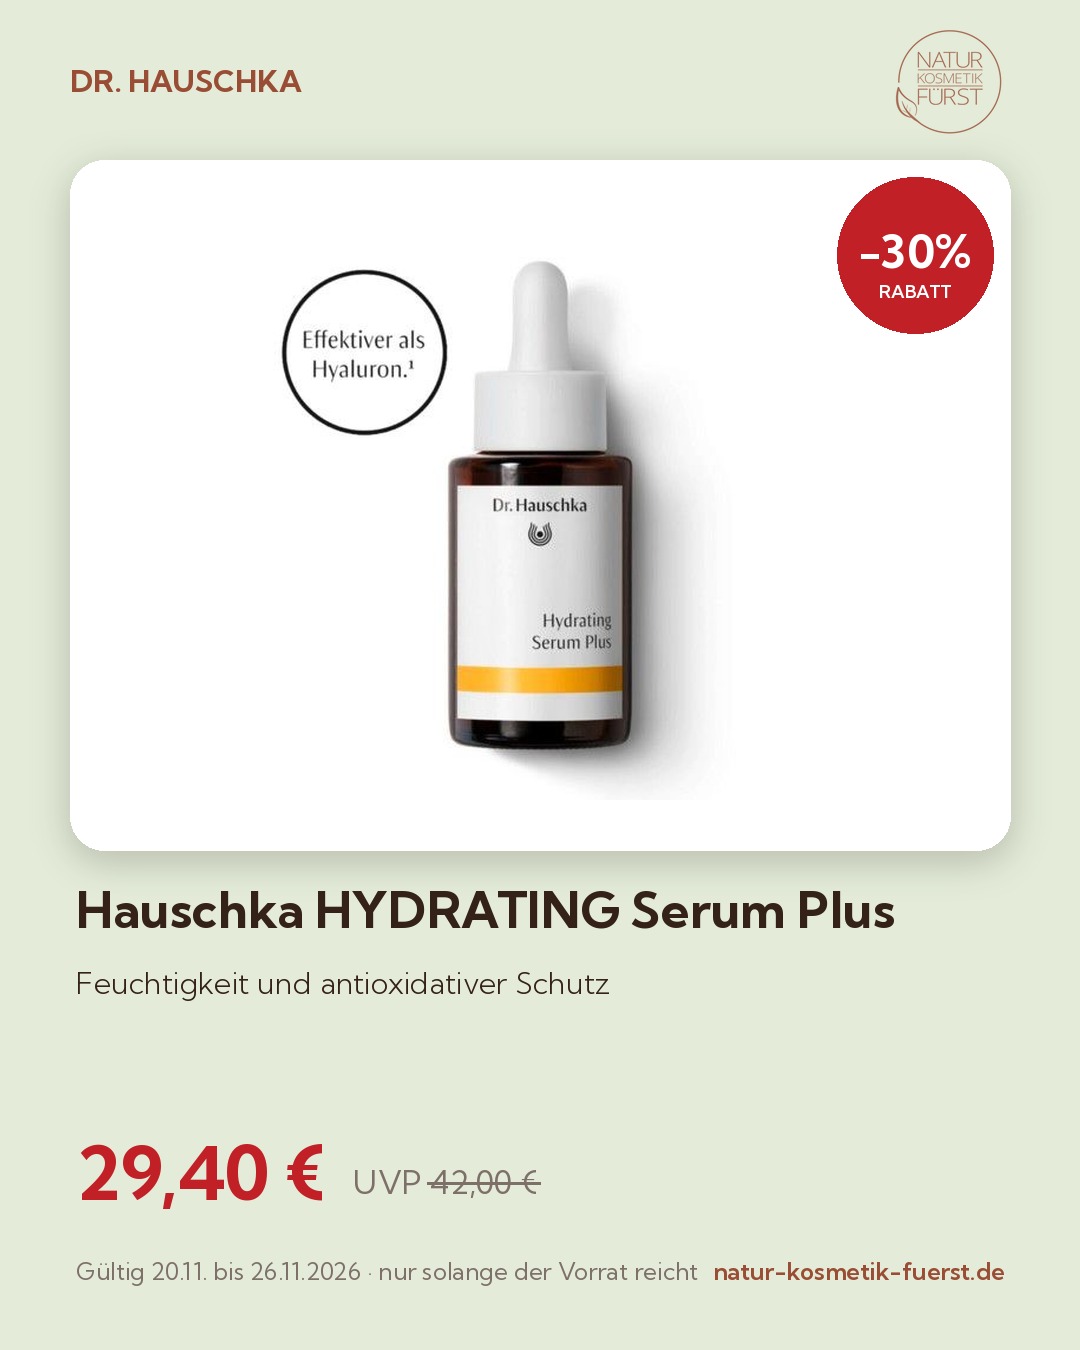 DR. HAUSCHKA
NATUR
KOSMETIK
FÜRST
-30%
RABATT
Effektiver als
Hyaluron.¹
Dr. Hauschka
Hydrating
Serum Plus
Hauschka HYDRATING Serum Plus
Feuchtigkeit und antioxidativer Schutz
29,40 € UVP 42,00 €
Gültig 20.11. bis 26.11.2026 · nur solange der Vorrat reicht natur-kosmetik-fuerst.de